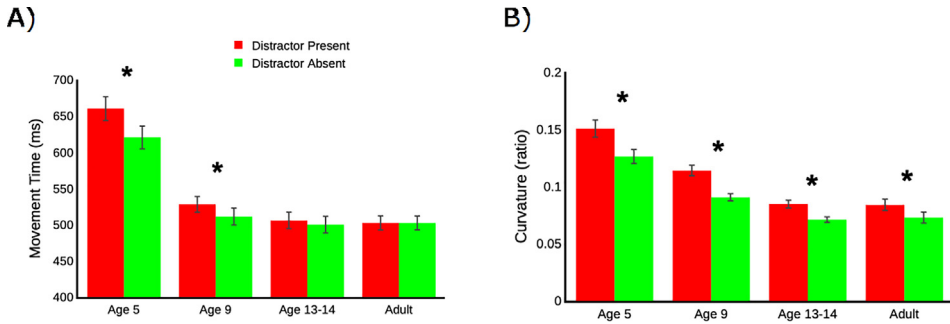 A)
Distractor Present
Distractor Absent
Movement Time (ms)
700
650
600
550
500
450
400
*
*
Age 5
Age 9
Age 13-14
Adult
B)
Curvature (ratio)
0.2
0.15
0.1
0.05
0
*
*
*
*
Age 5
Age 9
Age 13-14
Adult